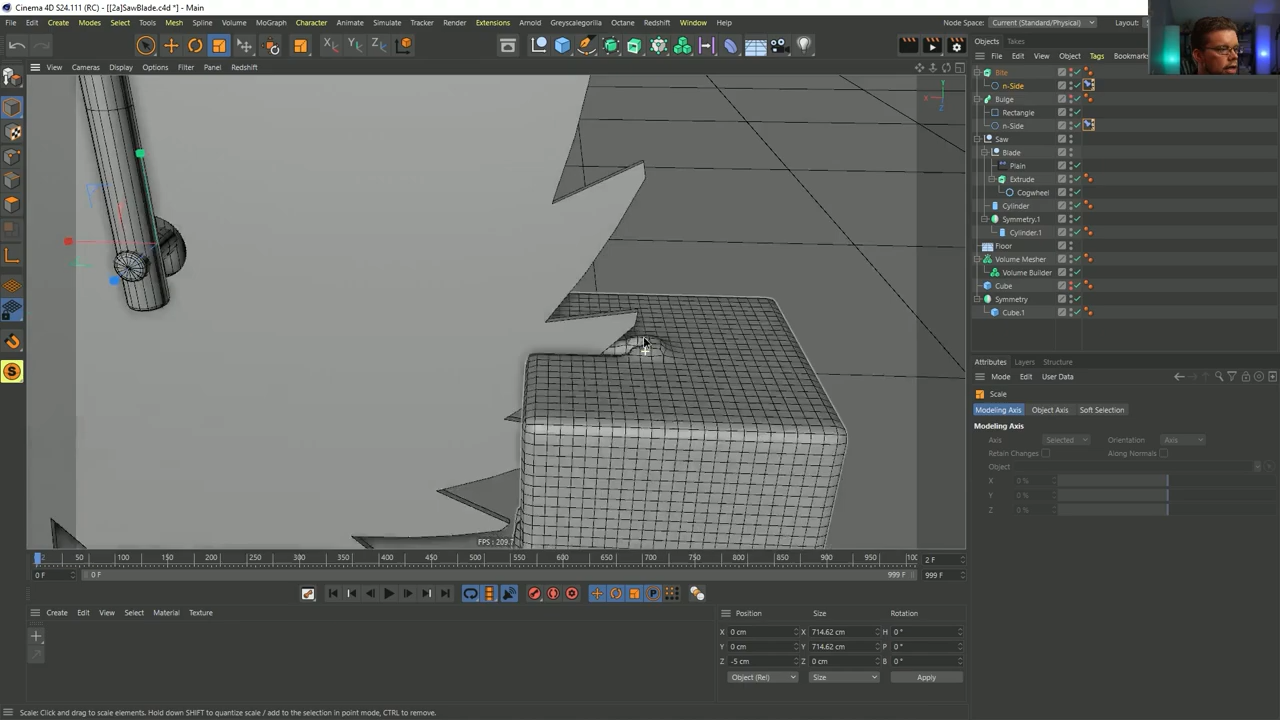 Cinema 4D S24.111 (RC) - [[2a]SawBlade.c4d *] - Main
File Create Modes Select Tools Mesh Spline Volume MoGraph Character Animate Simulate Tracker Render Extensions Arnold Greyscalegorilla Octane Redshift Window Help
Node Space: Current (Standard/Physical) Layout:
Objects Takes
File Edit View Object Tags Bookmarks
View Cameras Display Options Filter Panel Redshift
Bite
n-Side
Bulge
Rectangle
n-Side
Saw
Blade
Plain
Extrude
Cogwheel
Cylinder
Symmetry.1
Cylinder.1
Floor
Volume Mesher
Volume Builder
Cube
Symmetry
Cube.1
Attributes Layers Structure
Mode Edit User Data
Scale
Modeling Axis Object Axis Soft Selection
Modeling Axis
Axis Selected Orientation Axis
Retain Changes Along Normals
Object
X 0 %
Y 0 %
Z 0 %
50 100 150 200 250 300 350 400 450 500 550 600 650 700 750 800 850 900 950
2 F
0 F 0 F 999 F 999 F
Create Edit Select Material Texture
Position Size Rotation
X 0 cm X 714.62 cm H 0 °
Y 0 cm Y 714.62 cm P 0 °
Z -5 cm Z 0 cm B 0 °
Object (Rel) Size Apply
Scale: Click and drag to scale elements. Hold down SHIFT to quantize scale / add to the selection in point mode, CTRL to remove.